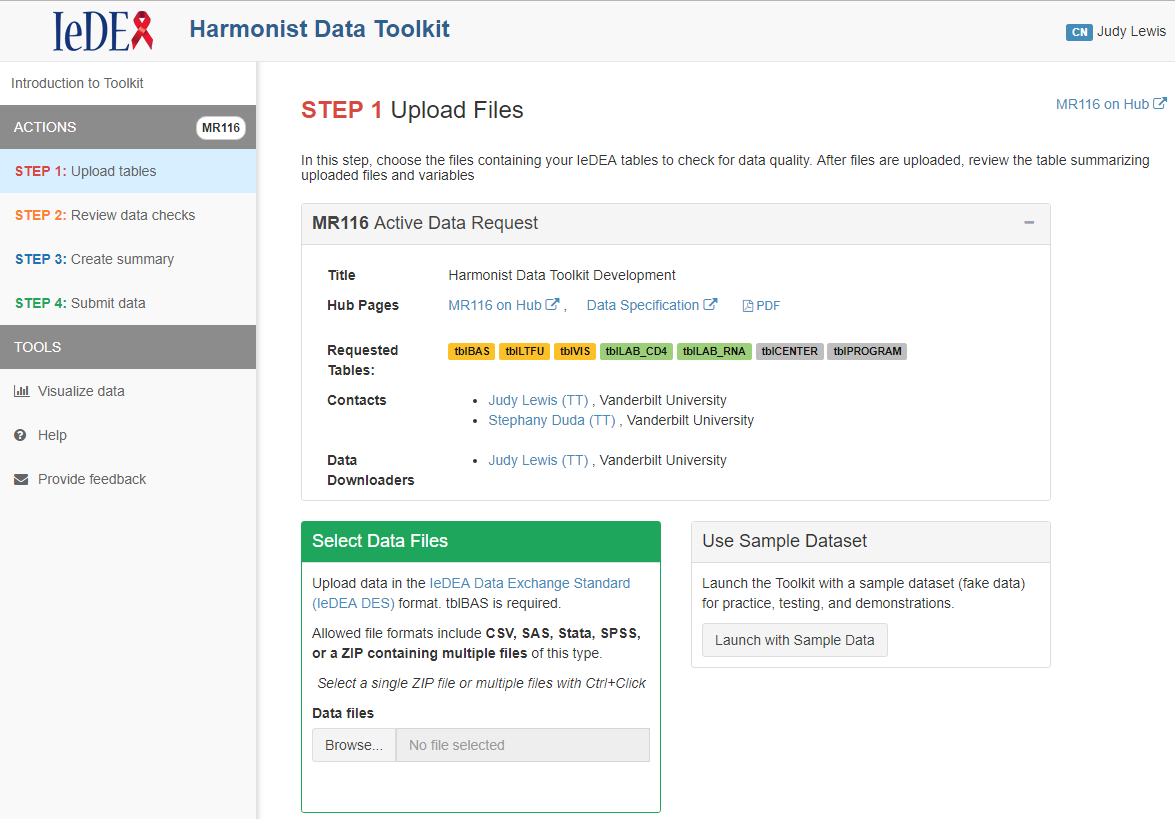 IeDEA
Harmonist Data Toolkit
CN Judy Lewis
Introduction to Toolkit
ACTIONS MR116
STEP 1: Upload tables
STEP 2: Review data checks
STEP 3: Create summary
STEP 4: Submit data
TOOLS
Visualize data
Help
Provide feedback
STEP 1 Upload Files
MR116 on Hub
In this step, choose the files containing your IeDEA tables to check for data quality. After files are uploaded, review the table summarizing
uploaded files and variables
MR116 Active Data Request
Title Harmonist Data Toolkit Development
Hub Pages MR116 on Hub , Data Specification PDF
Requested
Tables:
tblBAS tblLTFU tblVIS tblLAB_CD4 tblLAB_RNA tblCENTER tblPROGRAM
Contacts
• Judy Lewis (TT) , Vanderbilt University
• Stephany Duda (TT) , Vanderbilt University
Data
Downloaders
• Judy Lewis (TT) , Vanderbilt University
Select Data Files
Upload data in the IeDEA Data Exchange Standard
(IeDEA DES) format. tblBAS is required.
Allowed file formats include CSV, SAS, Stata, SPSS,
or a ZIP containing multiple files of this type.
Select a single ZIP file or multiple files with Ctrl+Click
Data files
Browse... No file selected
Use Sample Dataset
Launch the Toolkit with a sample dataset (fake data)
for practice, testing, and demonstrations.
Launch with Sample Data